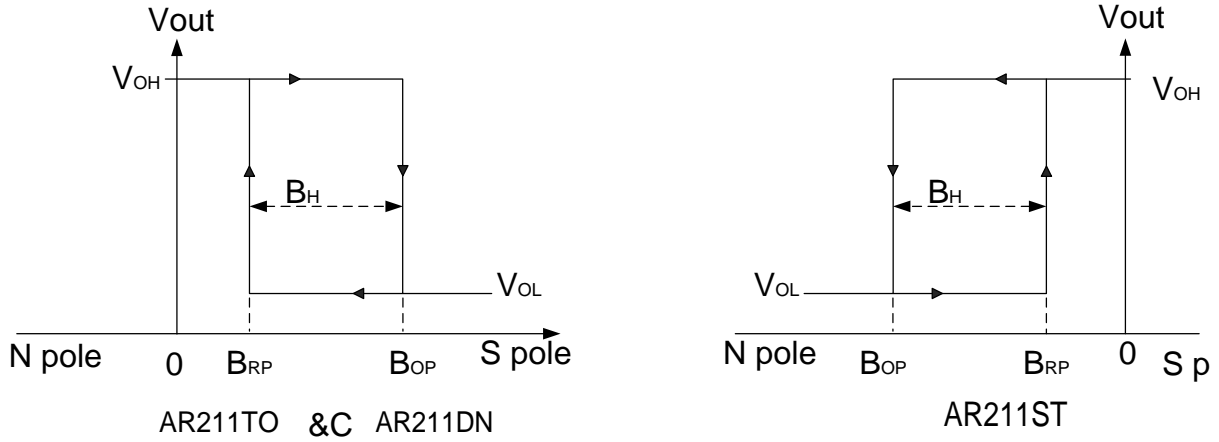 Vout
VOH
BH
VOL
N pole
0
BRP
BOP
S pole
AR211TO &C AR211DN
Vout
VOH
BH
VOL
N pole
BOP
BRP
0
S p
AR211ST